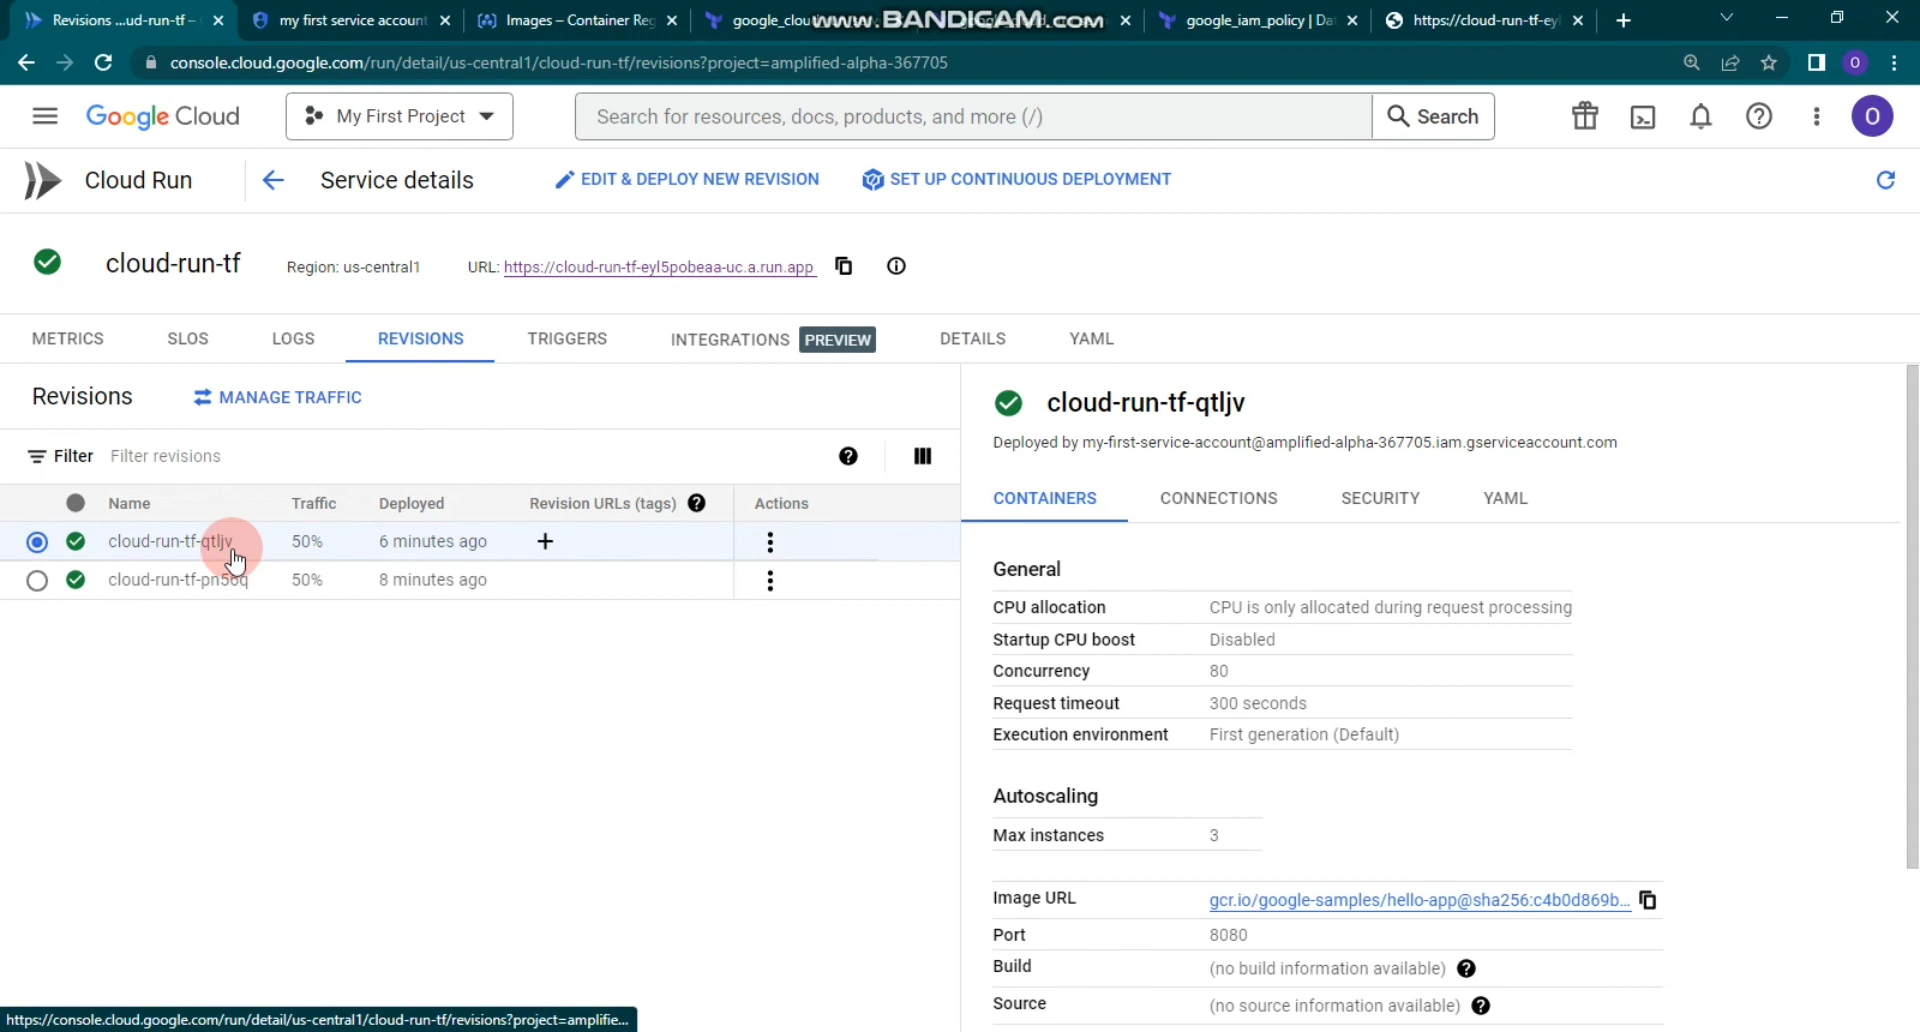 Revisions ...ud-run-tf –
my first service account
Images – Container Reg
google_clou
www.BANDICAM.com
google_iam_policy | Da
https://cloud-run-tf-eyl
console.cloud.google.com/run/detail/us-central1/cloud-run-tf/revisions?project=amplified-alpha-367705
O
Google Cloud
My First Project
Search for resources, docs, products, and more (/)
Search
O
Cloud Run
Service details
EDIT & DEPLOY NEW REVISION
SET UP CONTINUOUS DEPLOYMENT
cloud-run-tf
Region: us-central1
URL: https://cloud-run-tf-eyl5pobeaa-uc.a.run.app
METRICS
SLOS
LOGS
REVISIONS
TRIGGERS
INTEGRATIONS PREVIEW
DETAILS
YAML
Revisions
MANAGE TRAFFIC
Filter Filter revisions
Name Traffic Deployed Revision URLs (tags) Actions
cloud-run-tf-qtljv 50% 6 minutes ago +
cloud-run-tf-pn56q 50% 8 minutes ago
cloud-run-tf-qtljv
Deployed by my-first-service-account@amplified-alpha-367705.iam.gserviceaccount.com
CONTAINERS
CONNECTIONS
SECURITY
YAML
General
CPU allocation CPU is only allocated during request processing
Startup CPU boost Disabled
Concurrency 80
Request timeout 300 seconds
Execution environment First generation (Default)
Autoscaling
Max instances 3
Image URL gcr.io/google-samples/hello-app@sha256:c4b0d869b...
Port 8080
Build (no build information available)
Source (no source information available)
https://console.cloud.google.com/run/detail/us-central1/cloud-run-tf/revisions?project=amplifie...